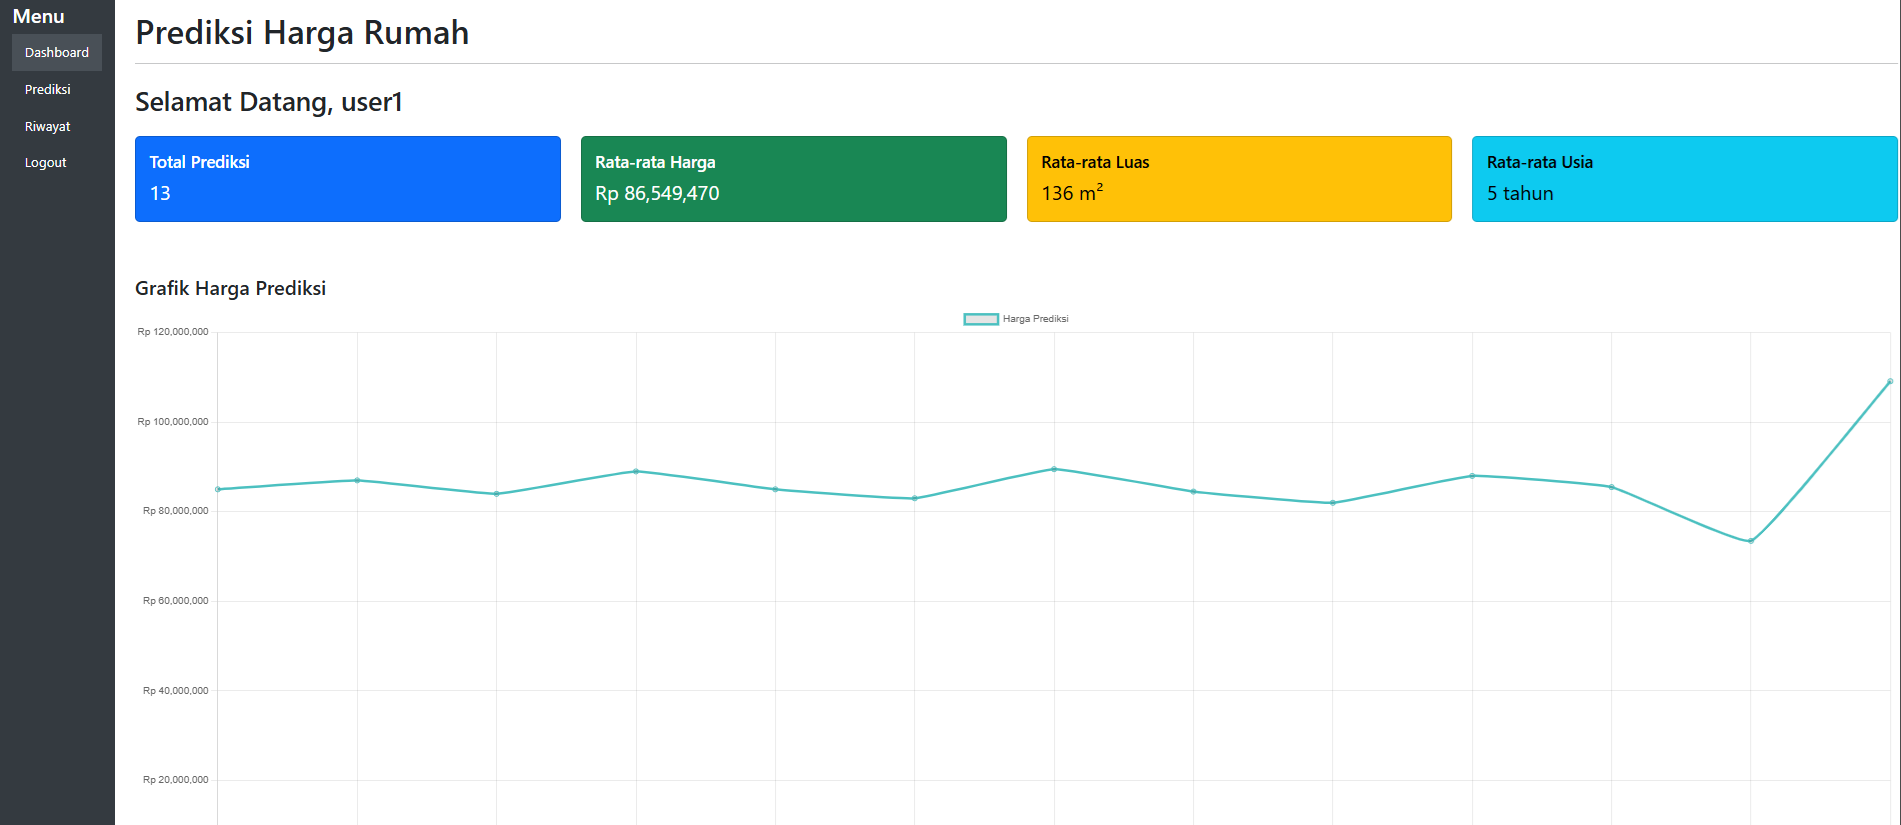 Menu
Dashboard
Prediksi
Riwayat
Logout
Prediksi Harga Rumah
Selamat Datang, user1
Total Prediksi
13
Rata-rata Harga
Rp 86,549,470
Rata-rata Luas
136 m²
Rata-rata Usia
5 tahun
Grafik Harga Prediksi
Harga Prediksi
Rp 120,000,000
Rp 100,000,000
Rp 80,000,000
Rp 60,000,000
Rp 40,000,000
Rp 20,000,000